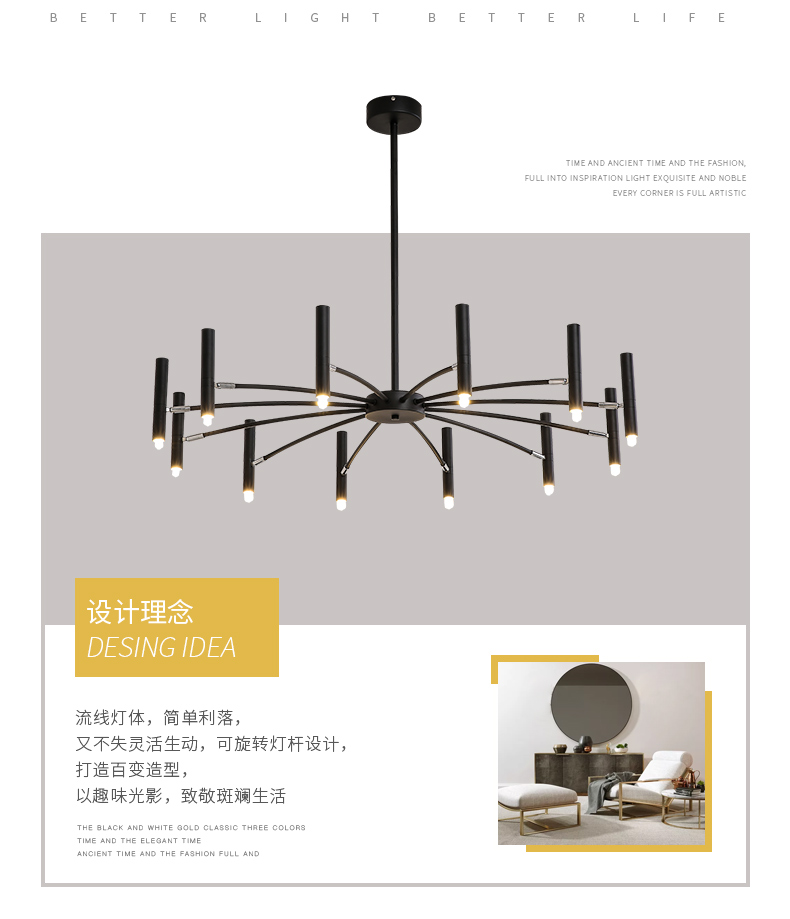 BETTER LIGHT BETTER LIFE
TIME AND ANCIENT TIME AND THE FASHION,
FULL INTO INSPIRATION LIGHT EXQUISITE AND NOBLE
EVERY CORNER IS FULL ARTISTIC
设计理念
DESING IDEA
流线灯体，简单利落，
又不失灵活生动，可旋转灯杆设计，
打造百变造型，
以趣味光影，致敬斑斓生活
THE BLACK AND WHITE GOLD CLASSIC THREE COLORS
TIME AND THE ELEGANT TIME
ANCIENT TIME AND THE FASHION FULL AND